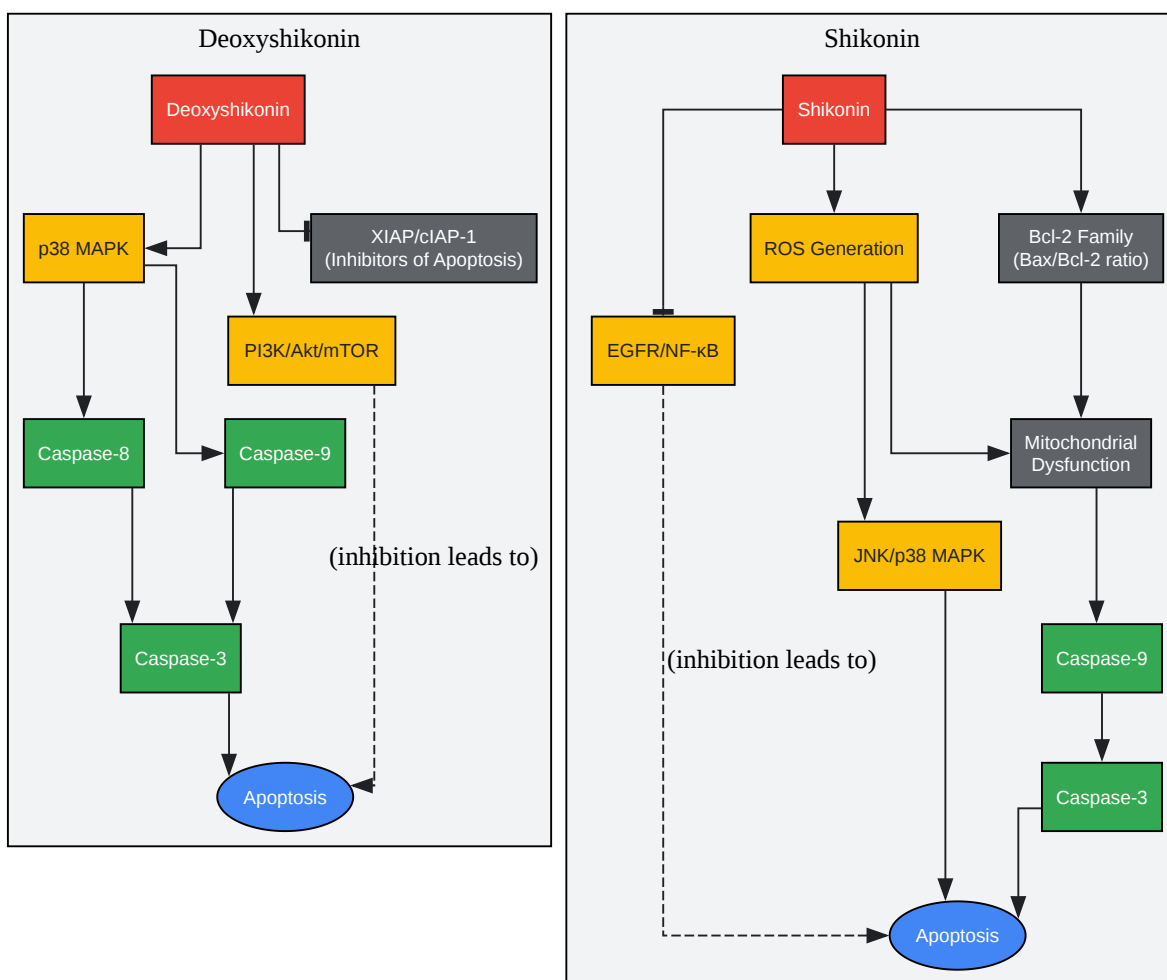 Deoxyshikonin
Deoxyshikonin
p38 MAPK
XIAP/cIAP-1
(Inhibitors of Apoptosis)
PI3K/Akt/mTOR
Caspase-8
Caspase-9
(inhibition leads to)
Caspase-3
Apoptosis
Shikonin
Shikonin
ROS Generation
Bcl-2 Family
(Bax/Bcl-2 ratio)
EGFR/NF-κB
Mitochondrial
Dysfunction
JNK/p38 MAPK
(inhibition leads to)
Caspase-9
Caspase-3
Apoptosis